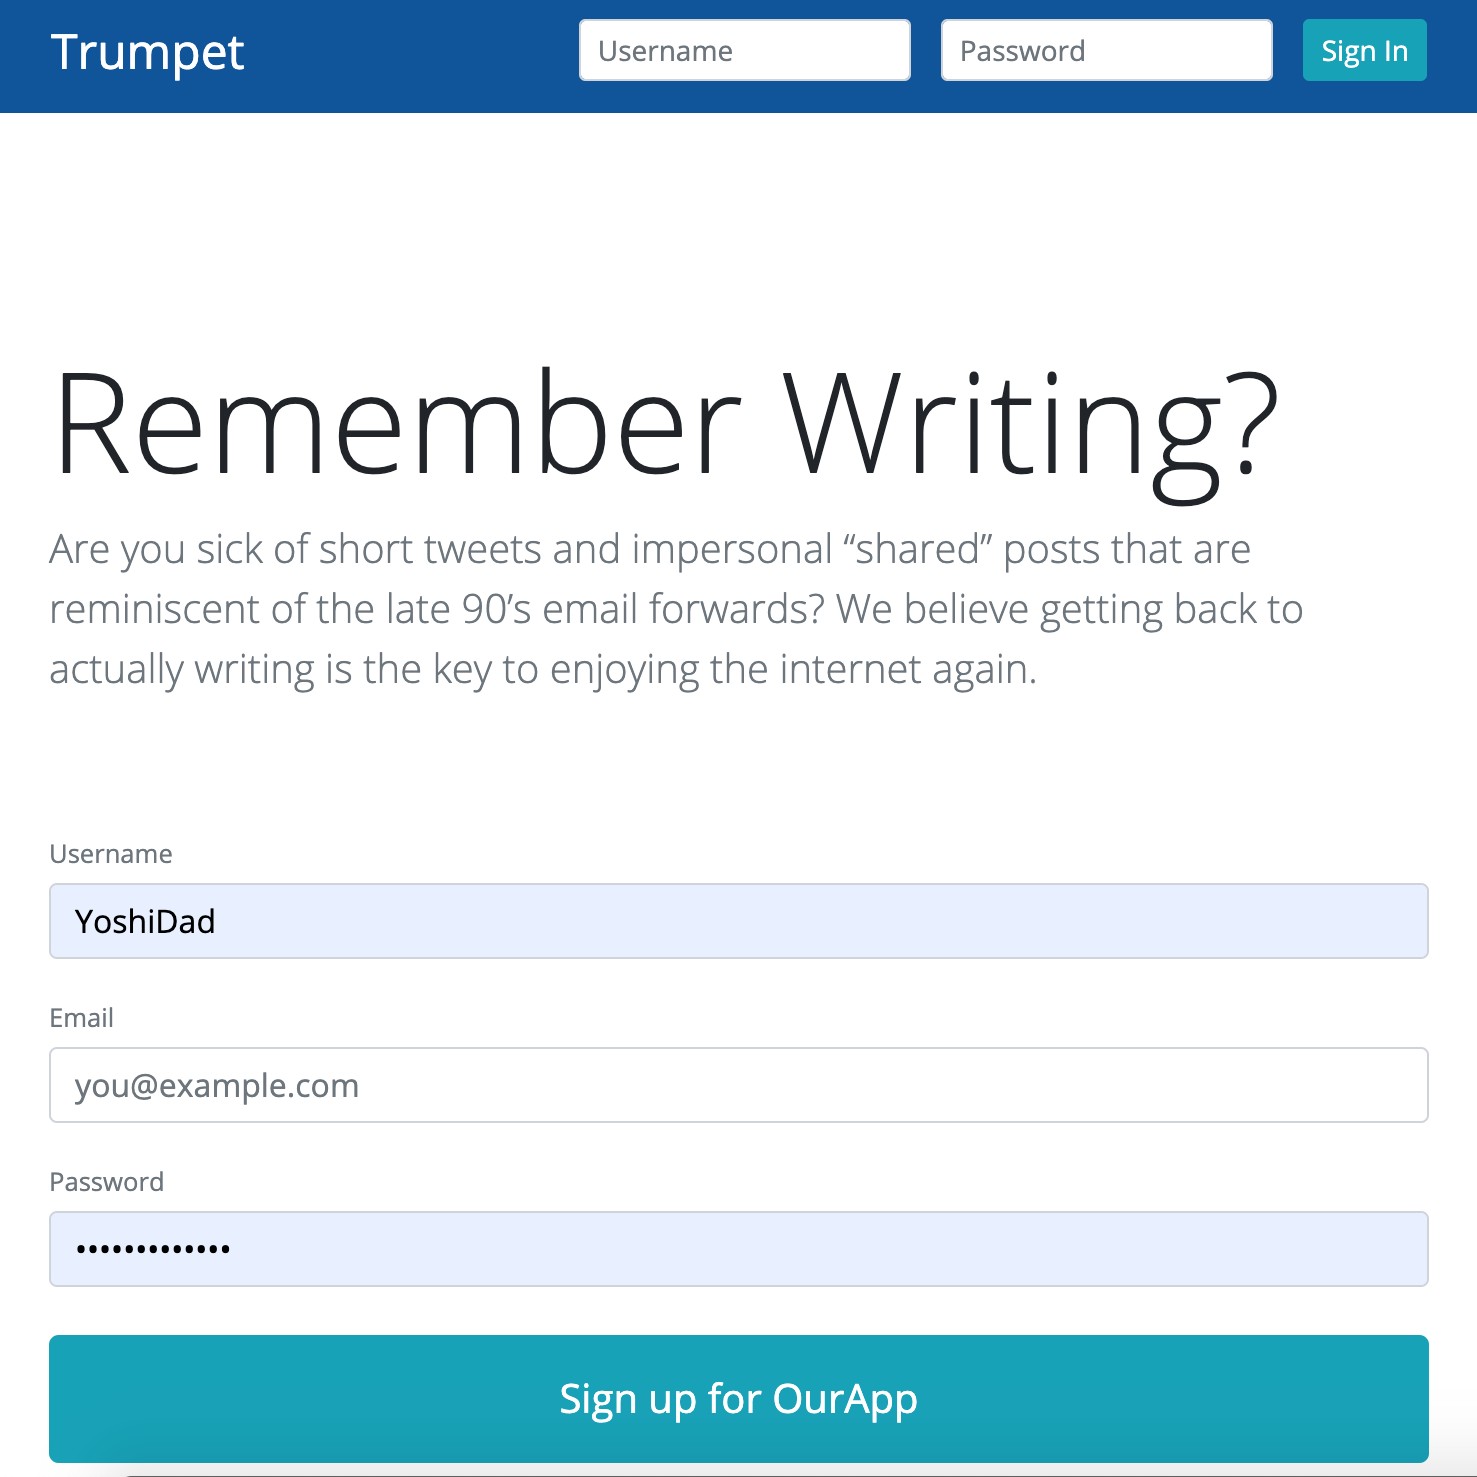 Trumpet
Username
Password
Sign In
Remember Writing?
Are you sick of short tweets and impersonal “shared” posts that are
reminiscent of the late 90’s email forwards? We believe getting back to
actually writing is the key to enjoying the internet again.
Username
YoshiDad
Email
you@example.com
Password
•••••••••••••
Sign up for OurApp